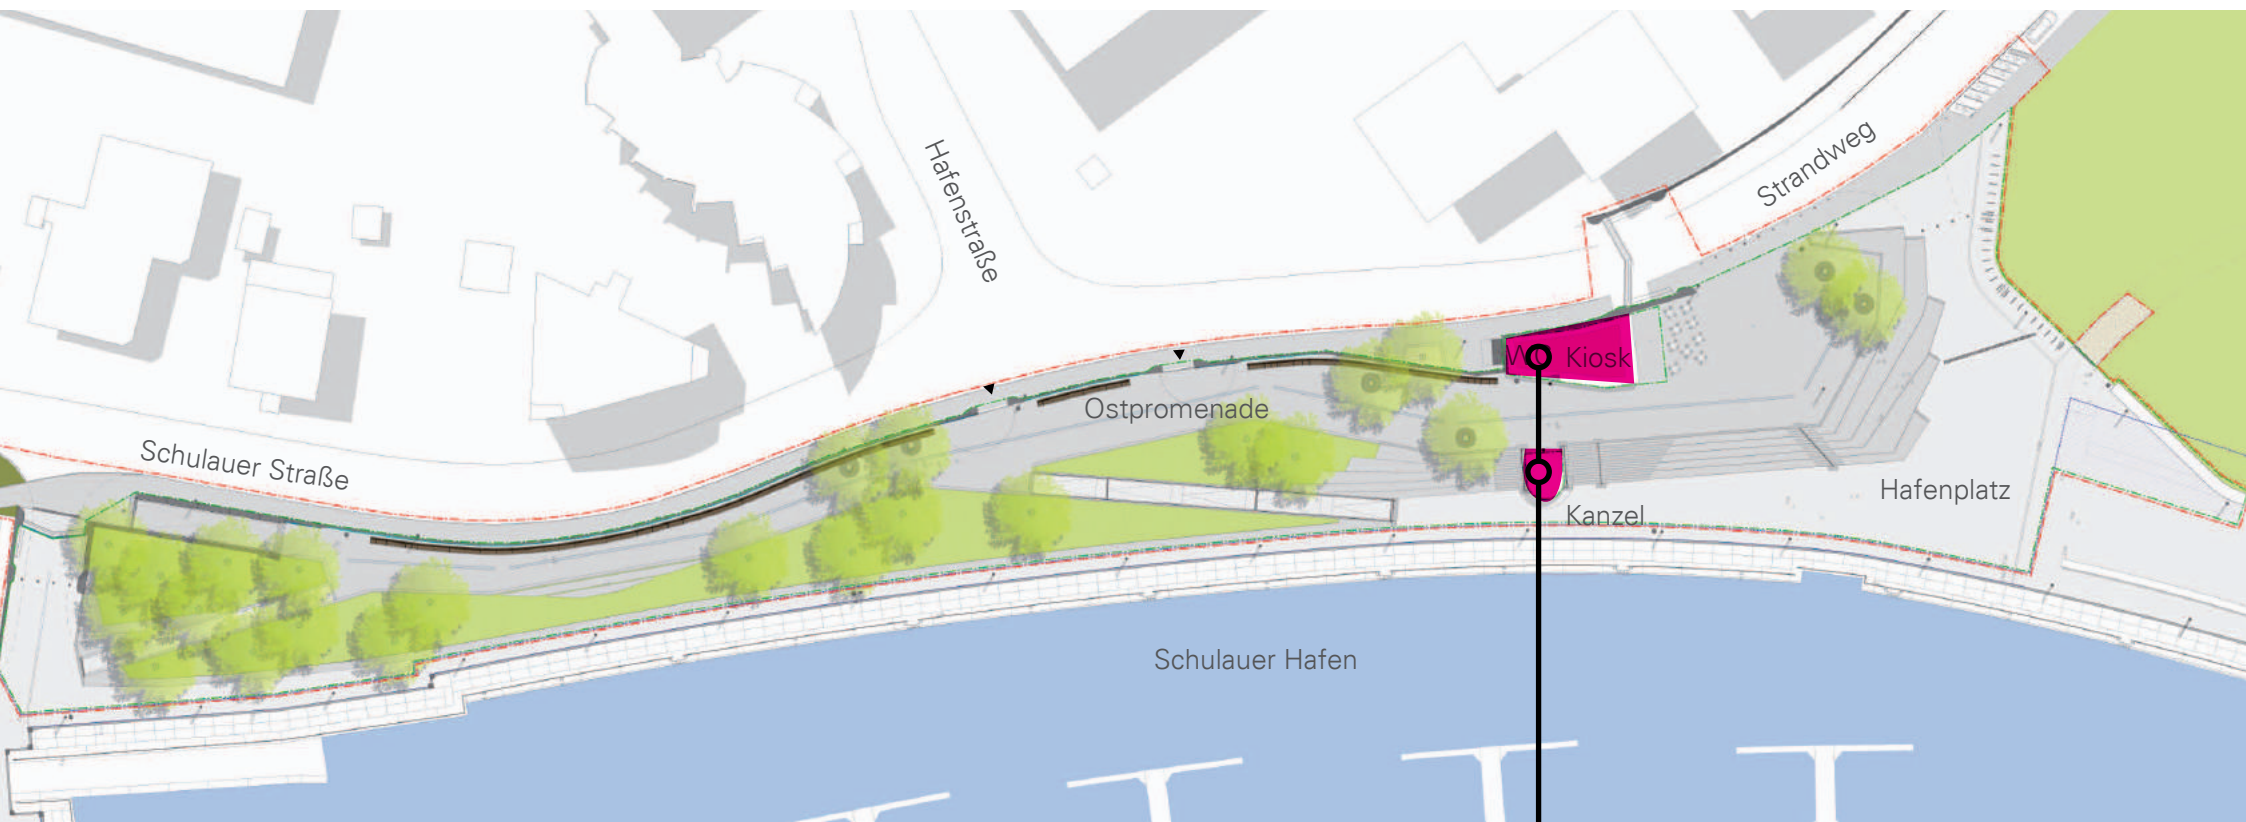 Hafenstraße
Strandweg
WC Kiosk
Ostpromenade
Schulauer Straße
Hafenplatz
Kanzel
Schulauer Hafen